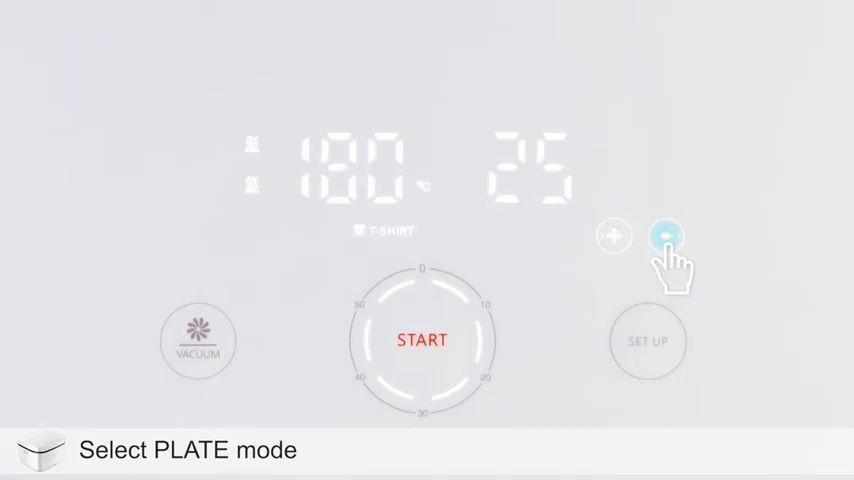 180 °C 25
T-SHIRT
0
50 10
START
VACUUM
SET UP
40 20
30
Select PLATE mode